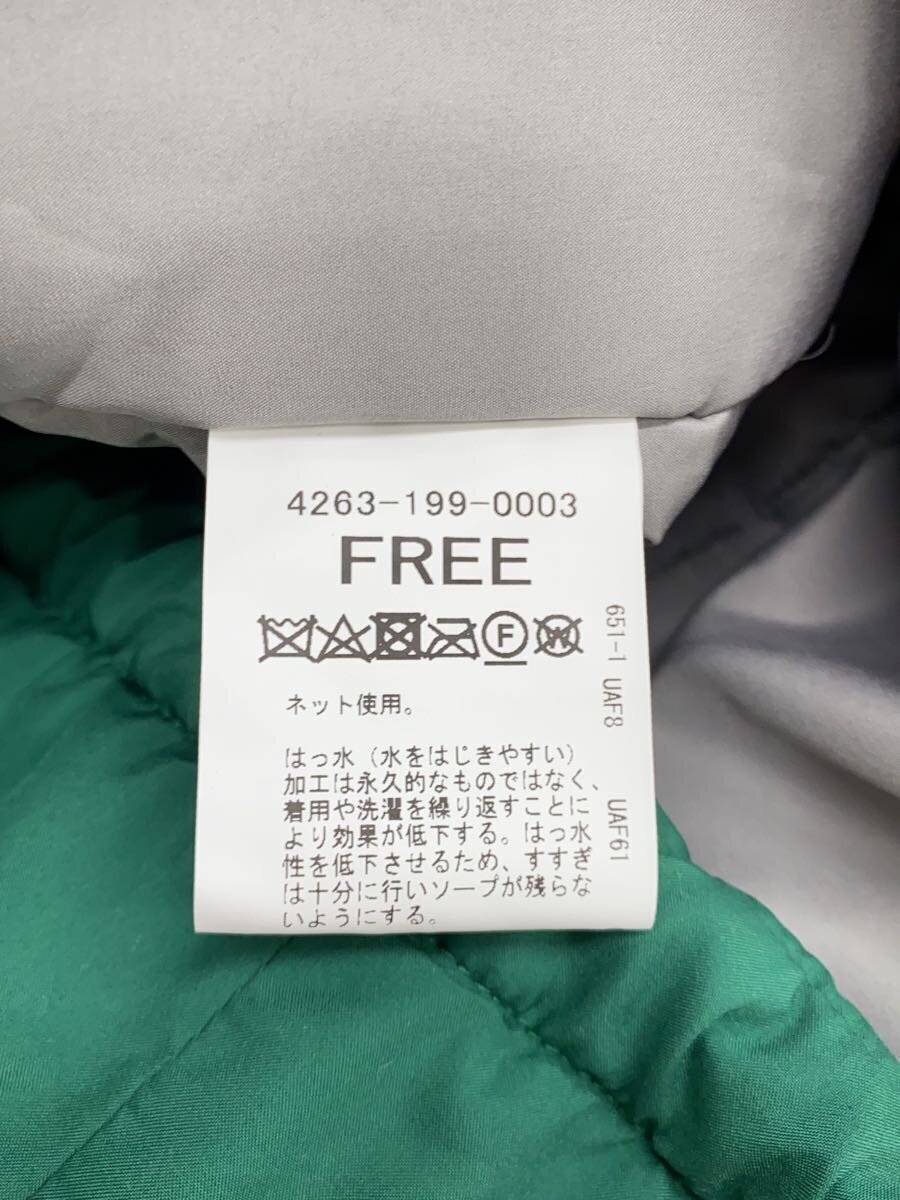 4263-199-0003
FREE
F
W
ネット使用。
はっ水（水をはじきやすい）
加工は永久的なものではなく、
着用や洗濯を繰り返すことに
より効果が低下する。はっ水
性を低下させるため、すすぎ
は十分に行いソープが残らな
いようにする。
651-1 UAF8
UAF61